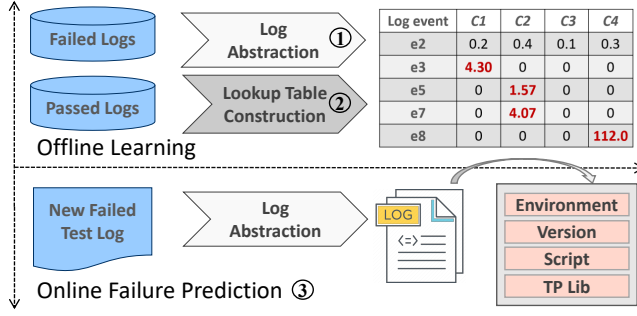 Failed Logs
Log
Abstraction ①
Passed Logs
Lookup Table
Construction ②
Offline Learning
Log event C1 C2 C3 C4
e2 0.2 0.4 0.1 0.3
e3 4.30 0 0 0
e5 0 1.57 0 0
e7 0 4.07 0 0
e8 0 0 0 112.0
New Failed
Test Log
Log
Abstraction
LOG
<=>
Environment
Version
Script
TP Lib
Online Failure Prediction ③